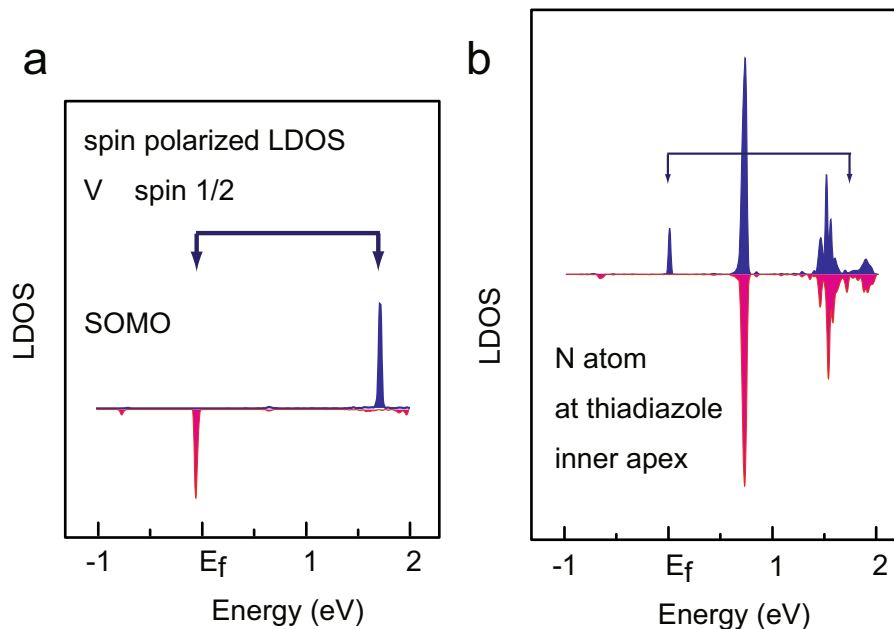 a
spin polarized LDOS
V spin 1/2
SOMO
LDOS
-1 Ef 1 2
Energy (eV)
b
N atom
at thiadiazole
inner apex
LDOS
-1 Ef 1 2
Energy (eV)